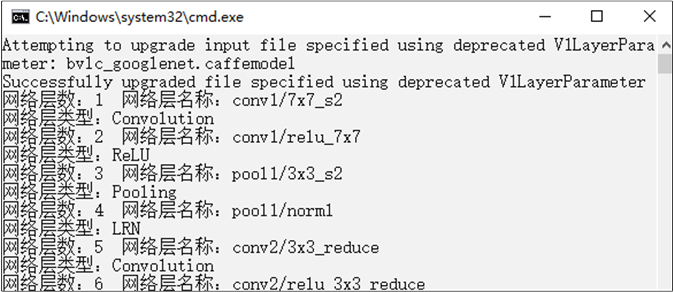 C:\Windows\system32\cmd.exe
Attempting to upgrade input file specified using deprecated V1LayerPara
meter: bvlc_googlenet.caffemodel
Successfully upgraded file specified using deprecated V1LayerParameter
网络层数：1  网络层名称：conv1/7x7_s2
网络层类型：Convolution
网络层数：2  网络层名称：conv1/relu_7x7
网络层类型：ReLU
网络层数：3  网络层名称：pool1/3x3_s2
网络层类型：Pooling
网络层数：4  网络层名称：pool1/norm1
网络层类型：LRN
网络层数：5  网络层名称：conv2/3x3_reduce
网络层类型：Convolution
网络层数：6  网络层名称：conv2/relu_3x3_reduce